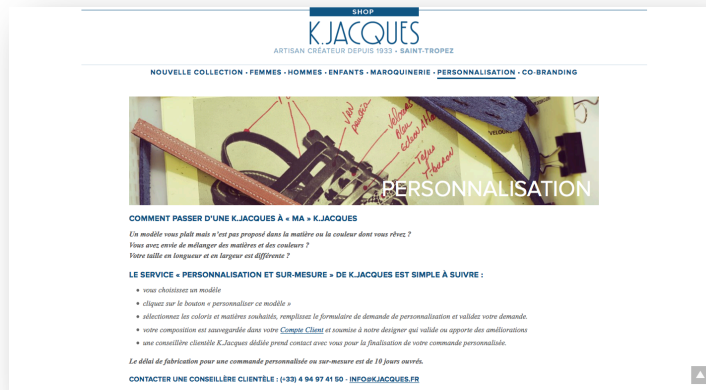 SHOP
K.JACQUES
ARTISAN CRÉATEUR DEPUIS 1933 • SAINT-TROPEZ
NOUVELLE COLLECTION • FEMMES • HOMMES • ENFANTS • MAROQUINERIE • PERSONNALISATION • CO-BRANDING
Velours
Bleu
VELOURS
PERSONNALISATION
COMMENT PASSER D'UNE K.JACQUES À « MA » K.JACQUES
Un modèle vous plaît mais n'est pas proposé dans la matière ou la couleur dont vous rêvez ?
Vous avez envie de mélanger des matières et des couleurs ?
Votre taille en longueur et en largeur est différente ?
LE SERVICE « PERSONNALISATION ET SUR-MESURE » DE K.JACQUES EST SIMPLE À SUIVRE :
• vous choisissez un modèle
• cliquez sur le bouton « personnaliser ce modèle »
• sélectionnez les coloris et matières souhaités, remplissez le formulaire de demande de personnalisation et validez votre demande.
• votre composition est sauvegardée dans votre Compte Client et soumise à notre designer qui valide ou apporte des améliorations
• une conseillère clientèle K.Jacques dédiée prend contact avec vous pour la finalisation de votre commande personnalisée.
Le délai de fabrication pour une commande personnalisée ou sur-mesure est de 10 jours ouvrés.
CONTACTER UNE CONSEILLÈRE CLIENTÈLE : (+33) 4 94 97 41 50 - INFO@KJACQUES.FR